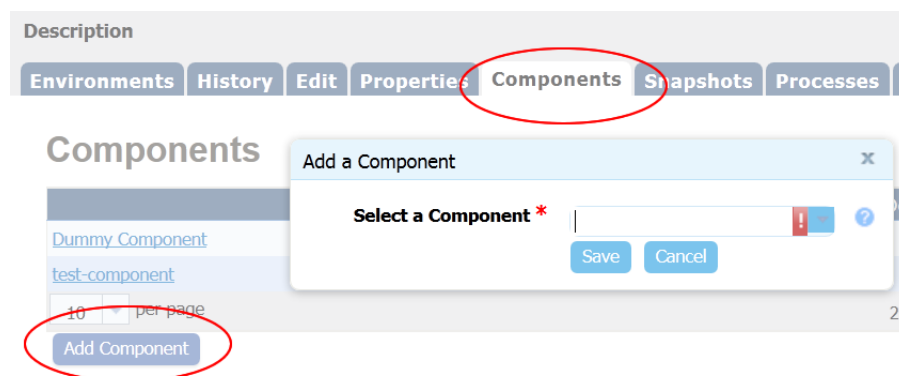 Description
Environments History Edit Properties Components Snapshots Processes
Components
Add a Component x
Select a Component * ! ?
Save Cancel
Dummy Component
test-component
10 per page
2
Add Component